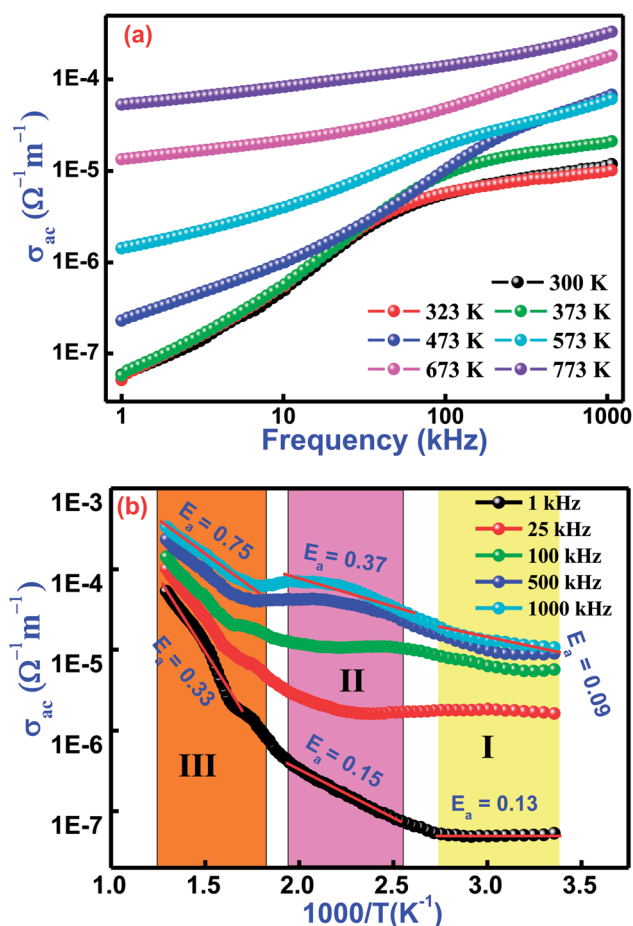 (a)
1E-4
1E-5
1E-6
1E-7
σac (Ω⁻¹m⁻¹)
300 K
323 K 373 K
473 K 573 K
673 K 773 K
1 10 100 1000
Frequency (kHz)
(b)
1E-3
1E-4
1E-5
1E-6
1E-7
σac (Ω⁻¹m⁻¹)
1 kHz
25 kHz
100 kHz
500 kHz
1000 kHz
Ea = 0.75
Ea = 0.37
Ea = 0.09
Ea = 0.33
Ea = 0.15
Ea = 0.13
III
II
I
1.0 1.5 2.0 2.5 3.0 3.5
1000/T(K⁻¹)